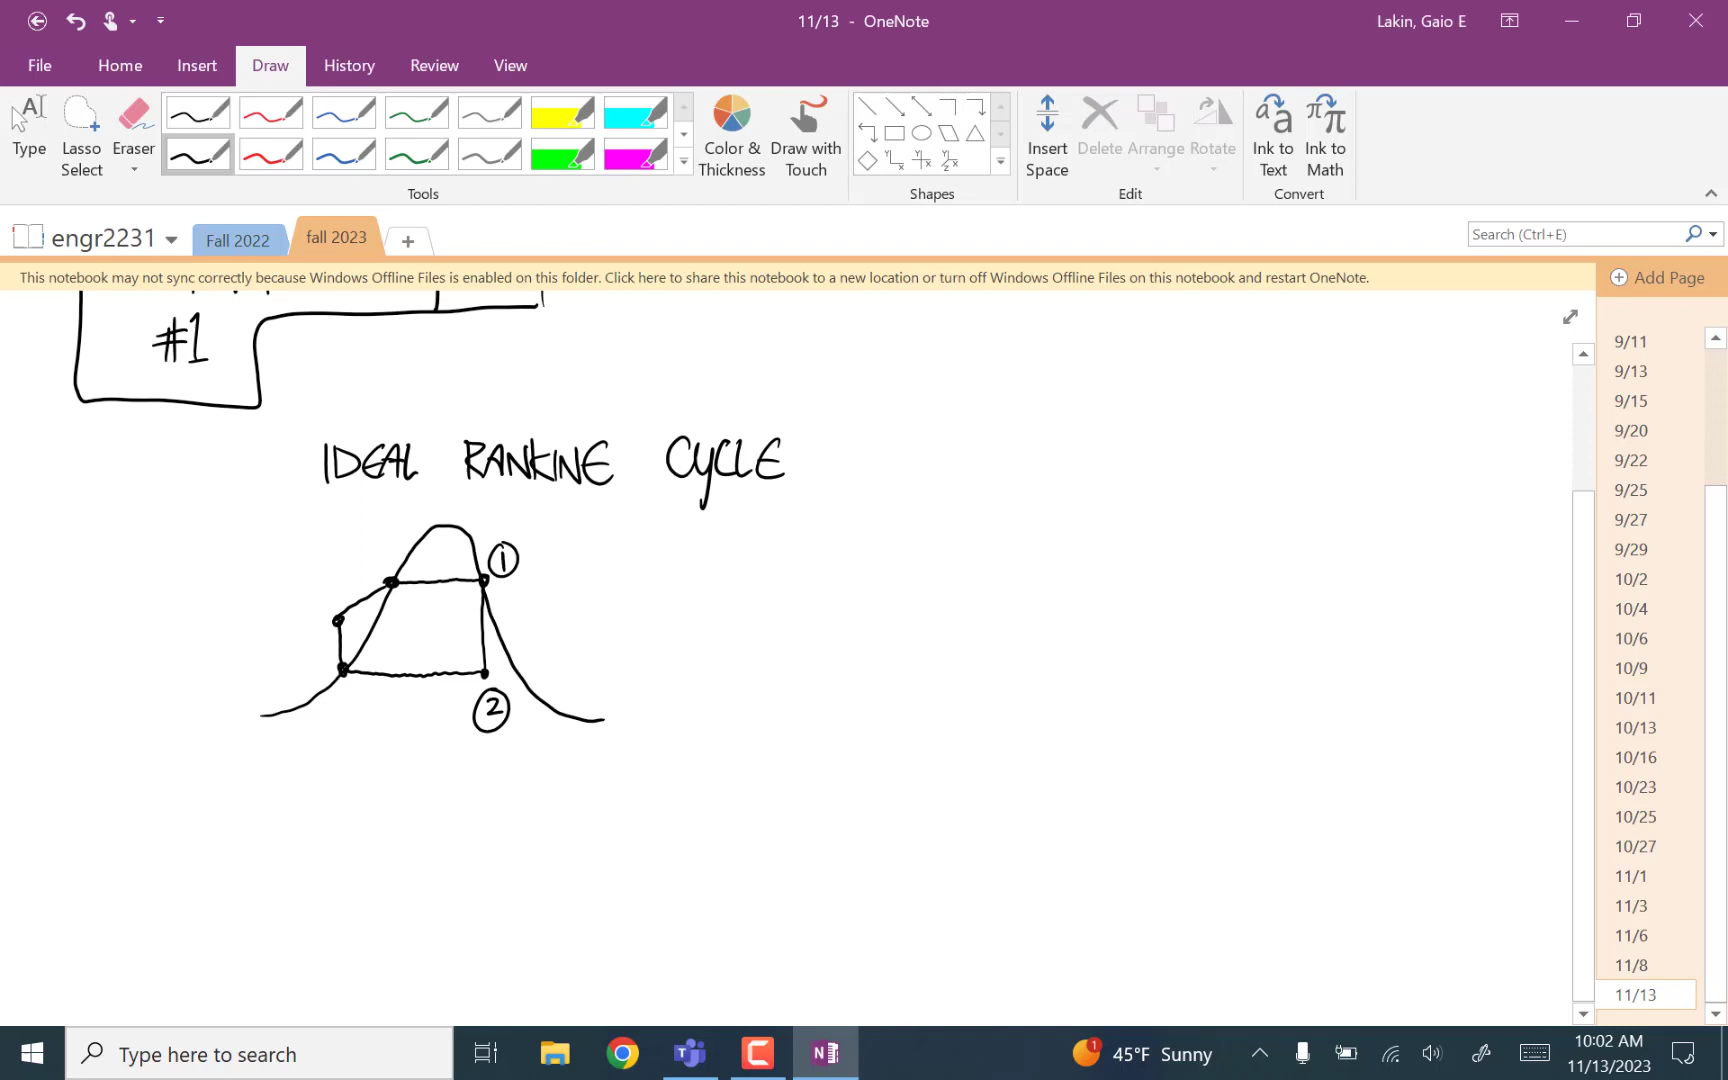 11/13 - OneNote
Lakin, Gaio E
File Home Insert Draw History Review View
Type
Lasso Select
Eraser
Color & Thickness
Draw with Touch
Insert Space
Delete
Arrange
Rotate
Ink to Text
Ink to Math
Tools
Shapes
Edit
Convert
engr2231
Fall 2022
fall 2023
Search (Ctrl+E)
This notebook may not sync correctly because Windows Offline Files is enabled on this folder. Click here to share this notebook to a new location or turn off Windows Offline Files on this notebook and restart OneNote.
Add Page
#1
IDEAL RANKINE CYCLE
1
2
9/11
9/13
9/15
9/20
9/22
9/25
9/27
9/29
10/2
10/4
10/6
10/9
10/11
10/13
10/16
10/23
10/25
10/27
11/1
11/3
11/6
11/8
11/13
Type here to search
45°F Sunny
10:02 AM
11/13/2023